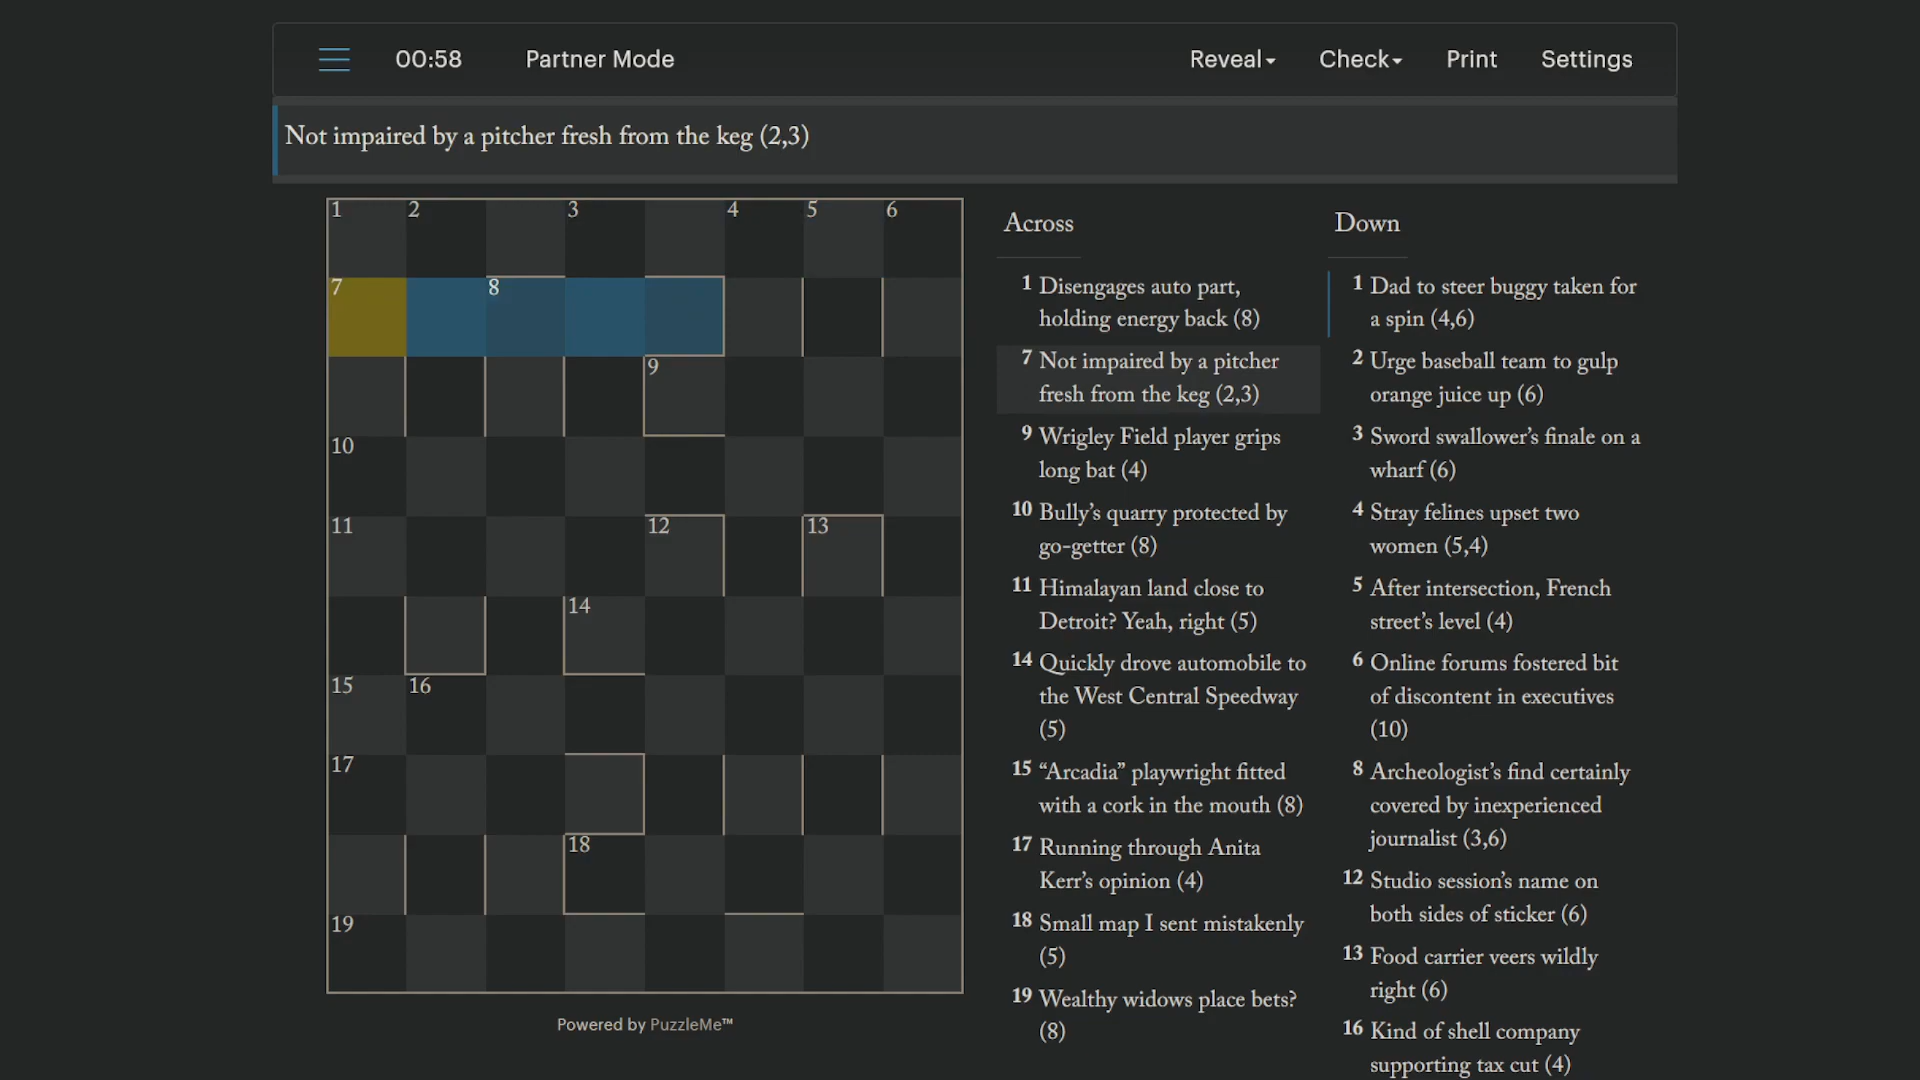 00:58 Partner Mode Reveal Check Print Settings
Not impaired by a pitcher fresh from the keg (2,3)
1 2 3 4 5 6
7 8
9
10
11 12 13
14
15 16
17
18
19
Powered by PuzzleMe™
Across
1 Disengages auto part,
holding energy back (8)
7 Not impaired by a pitcher
fresh from the keg (2,3)
9 Wrigley Field player grips
long bat (4)
10 Bully's quarry protected by
go-getter (8)
11 Himalayan land close to
Detroit? Yeah, right (5)
14 Quickly drove automobile to
the West Central Speedway
(5)
15 “Arcadia” playwright fitted
with a cork in the mouth (8)
17 Running through Anita
Kerr's opinion (4)
18 Small map I sent mistakenly
(5)
19 Wealthy widows place bets?
(8)
Down
1 Dad to steer buggy taken for
a spin (4,6)
2 Urge baseball team to gulp
orange juice up (6)
3 Sword swallower's finale on a
wharf (6)
4 Stray felines upset two
women (5,4)
5 After intersection, French
street's level (4)
6 Online forums fostered bit
of discontent in executives
(10)
8 Archeologist's find certainly
covered by inexperienced
journalist (3,6)
12 Studio session's name on
both sides of sticker (6)
13 Food carrier veers wildly
right (6)
16 Kind of shell company
supporting tax cut (4)